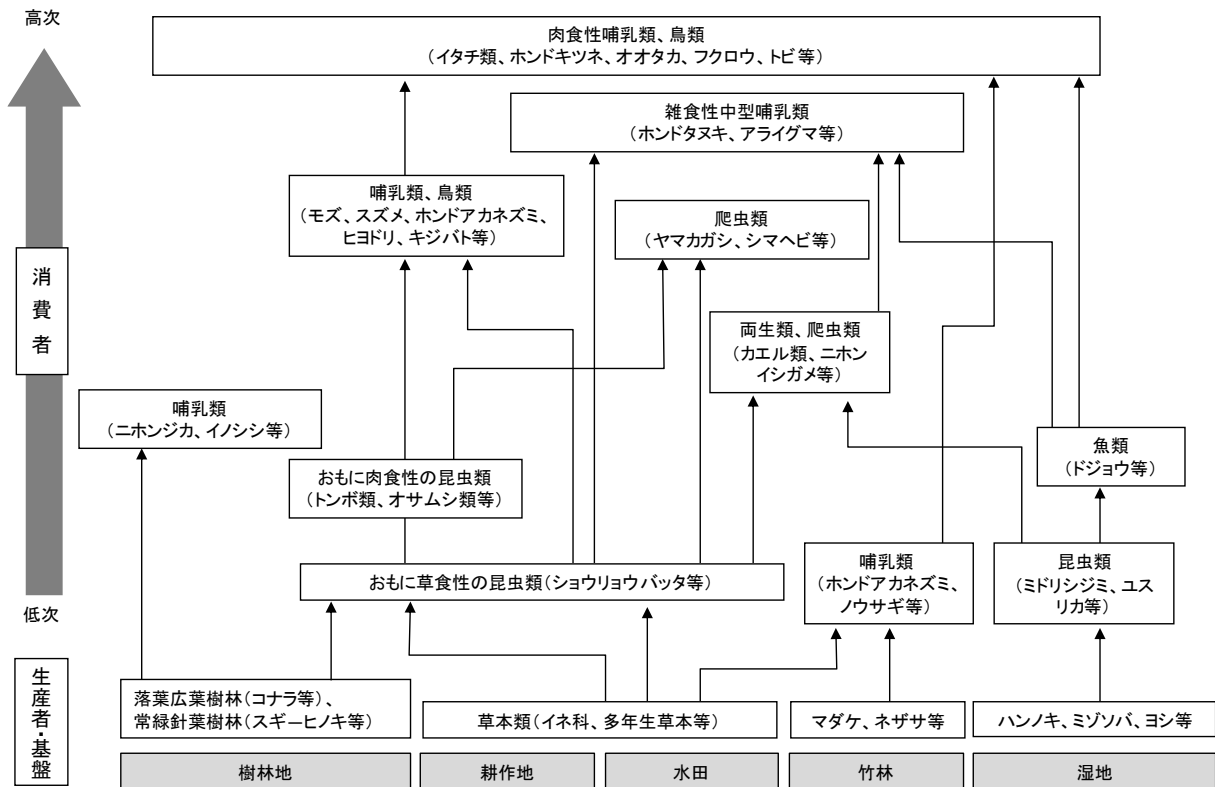 高次
肉食性哺乳類、鳥類
(イタチ類、ホンドキツネ、オオタカ、フクロウ、トビ等)
雑食性中型哺乳類
(ホンドタヌキ、アライグマ等)
哺乳類、鳥類
(モズ、スズメ、ホンドアカネズミ、
ヒヨドリ、キジバト等)
爬虫類
(ヤマカガシ、シマヘビ等)
消費者
両生類、爬虫類
(カエル類、ニホン
イシガメ等)
哺乳類
(ニホンジカ、イノシシ等)
魚類
(ドジョウ等)
おもに肉食性の昆虫類
(トンボ類、オサムシ類等)
おもに草食性の昆虫類(ショウリョウバッタ等)
哺乳類
(ホンドアカネズミ、
ノウサギ等)
昆虫類
(ミドリシジミ、ユス
リカ等)
低次
生産者・基盤
落葉広葉樹林(コナラ等)、
常緑針葉樹林(スギーヒノキ等)
草本類(イネ科、多年生草本等)
マダケ、ネザサ等
ハンノキ、ミゾソバ、ヨシ等
樹林地
耕作地
水田
竹林
湿地